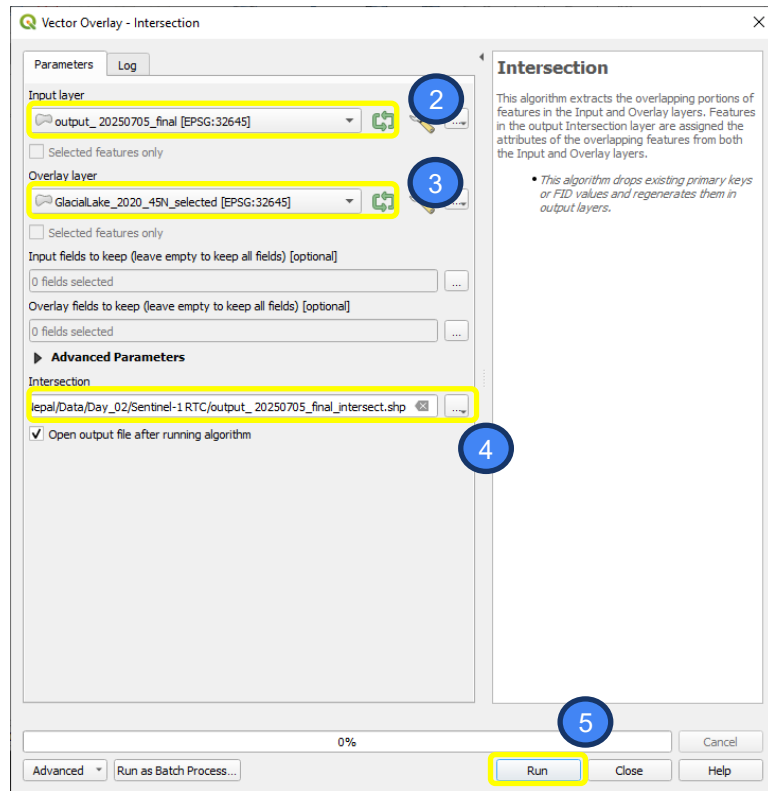 Vector Overlay - Intersection
Parameters
Log
Input layer
output_ 20250705_final [EPSG:32645]
2
...
Selected features only
Overlay layer
GlacialLake_2020_45N_selected [EPSG:32645]
3
...
Selected features only
Input fields to keep (leave empty to keep all fields) [optional]
0 fields selected
...
Overlay fields to keep (leave empty to keep all fields) [optional]
0 fields selected
...
Advanced Parameters
Intersection
Nepal/Data/Day_02/Sentinel-1 RTC/output_ 20250705_final_intersect.shp
...
Open output file after running algorithm
4
Intersection
This algorithm extracts the overlapping portions of
features in the Input and Overlay layers. Features
in the output Intersection layer are assigned the
attributes of the overlapping features from both
the Input and Overlay layers.
• This algorithm drops existing primary keys
or FID values and regenerates them in
output layers.
5
0%
Cancel
Advanced
Run as Batch Process...
Run
Close
Help